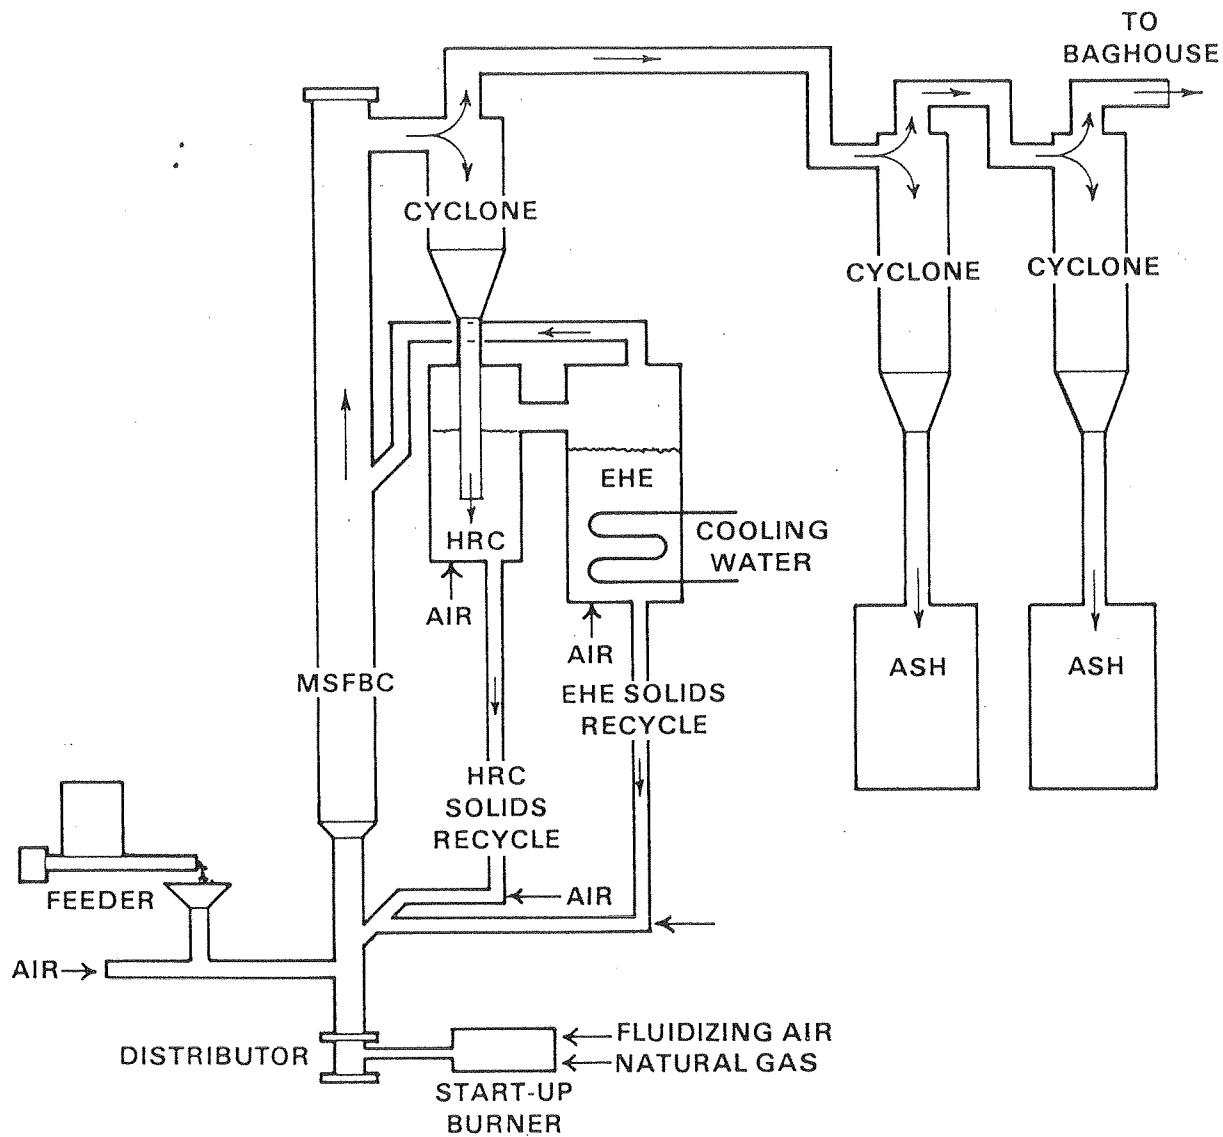 TO
BAGHOUSE
CYCLONE
CYCLONE
CYCLONE
EHE
COOLING
WATER
HRC
AIR
AIR
ASH
ASH
MSFBC
EHE SOLIDS
RECYCLE
HRC
SOLIDS
RECYCLE
FEEDER
AIR
AIR
DISTRIBUTOR
FLUIDIZING AIR
NATURAL GAS
START-UP
BURNER